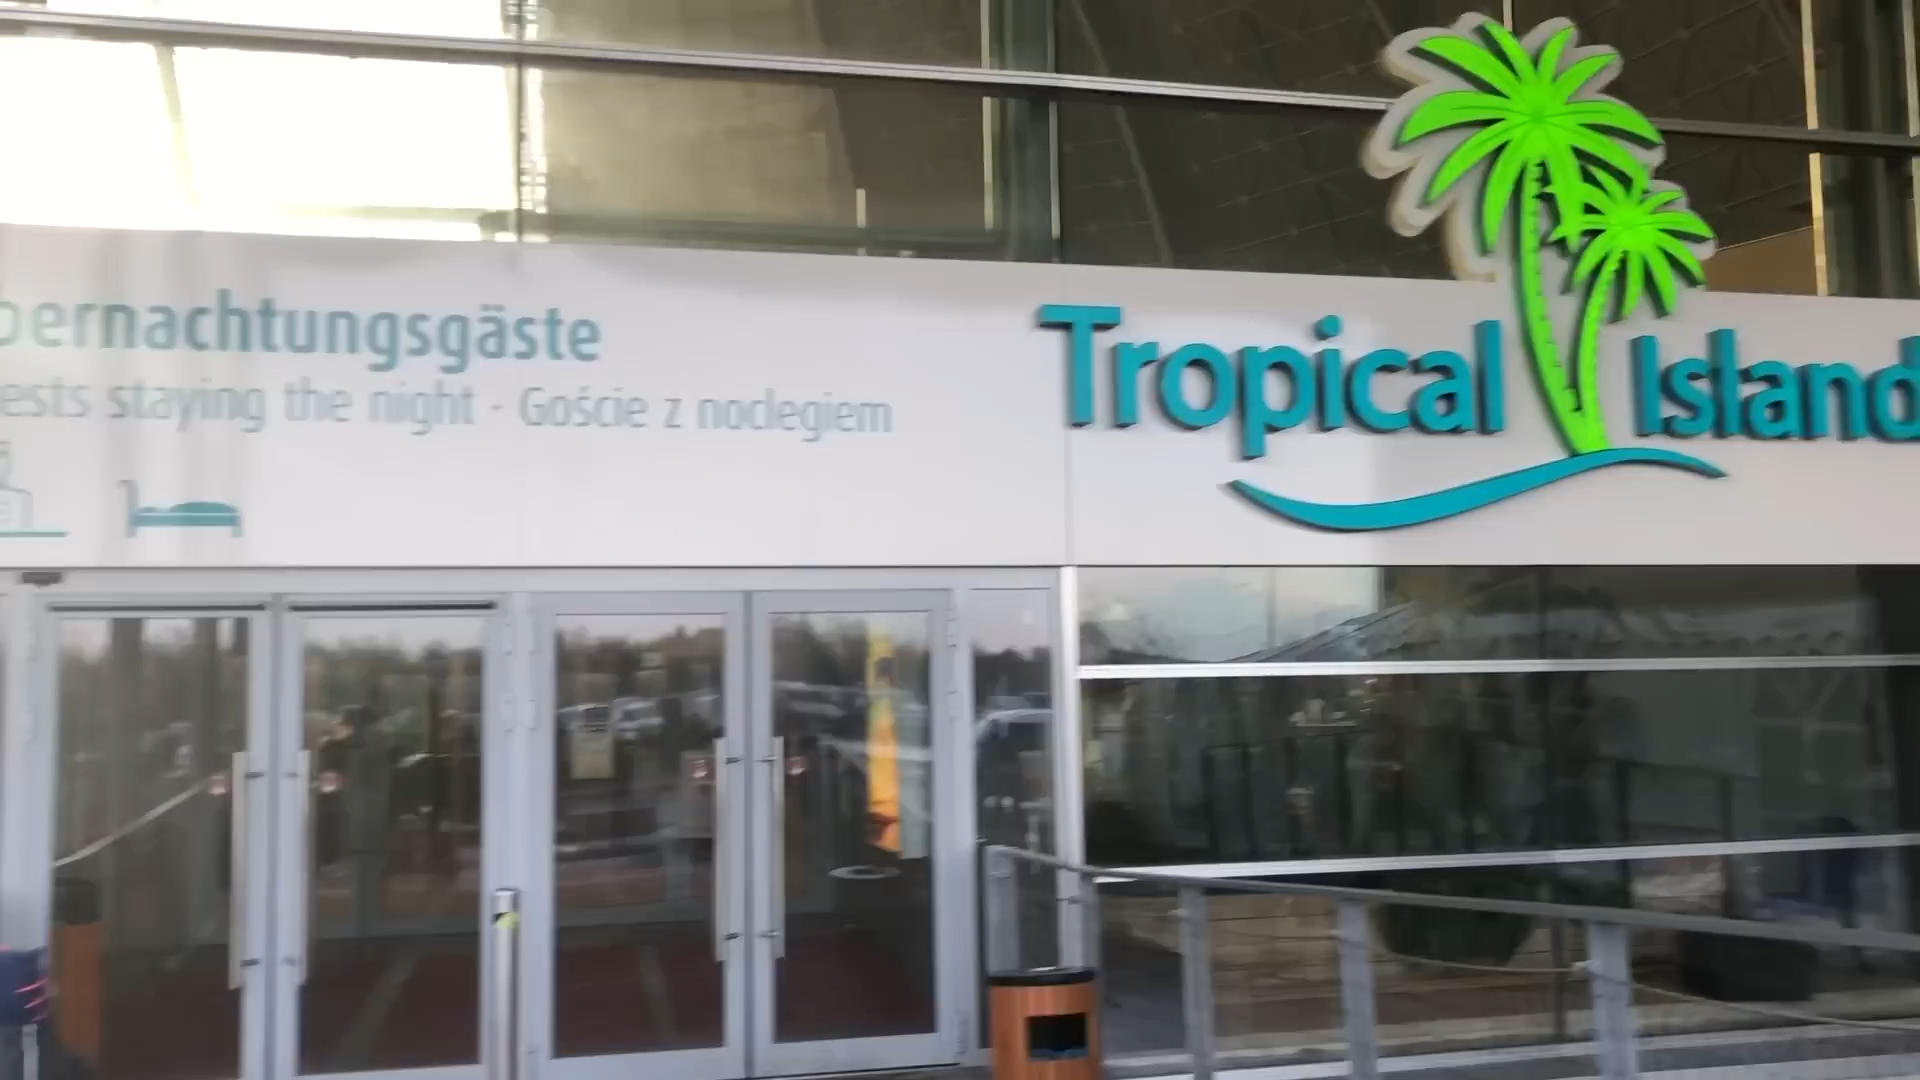 bernachtungsgäste
ests staying the night - Goście z noclegiem
Tropical Island